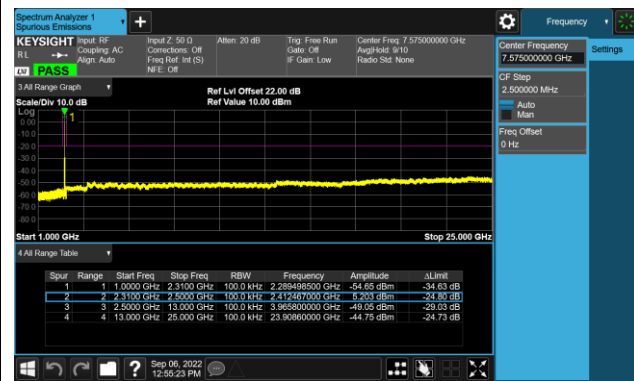 Spectrum Analyzer 1
Spurious Emissions
Frequency
KEYSIGHT
RL
LXI
PASS
Input: RF
Coupling: AC
Align: Auto
Input Z: 50 Ω
Corrections: Off
Freq Ref: Int (S)
NFE: Off
Atten: 20 dB
Trig: Free Run
Gate: Off
IF Gain: Low
Center Freq: 7.575000000 GHz
Avg|Hold: 9/10
Radio Std: None
Center Frequency
7.575000000 GHz
Settings
CF Step
2.500000 MHz
Auto
Man
Freq Offset
0 Hz
3 All Range Graph
Scale/Div 10.0 dB
Ref Lvl Offset 22.00 dB
Ref Value 10.00 dBm
Log
1
0.00
-10.0
-20.0
-30.0
-40.0
-50.0
-60.0
-70.0
-80.0
Start 1.000 GHz
Stop 25.000 GHz
4 All Range Table
Spur Range Start Freq Stop Freq RBW Frequency Amplitude ΔLimit
1 1 1.0000 GHz 2.3100 GHz 100.0 kHz 2.289498500 GHz -54.65 dBm -34.63 dB
2 2 2.3100 GHz 2.5000 GHz 100.0 kHz 2.412467000 GHz 5.203 dBm -24.80 dB
3 3 2.5000 GHz 13.000 GHz 100.0 kHz 3.965800000 GHz -49.05 dBm -29.03 dB
4 4 13.000 GHz 25.000 GHz 100.0 kHz 23.90860000 GHz -44.75 dBm -24.73 dB
?
Sep 06, 2022
12:55:23 PM